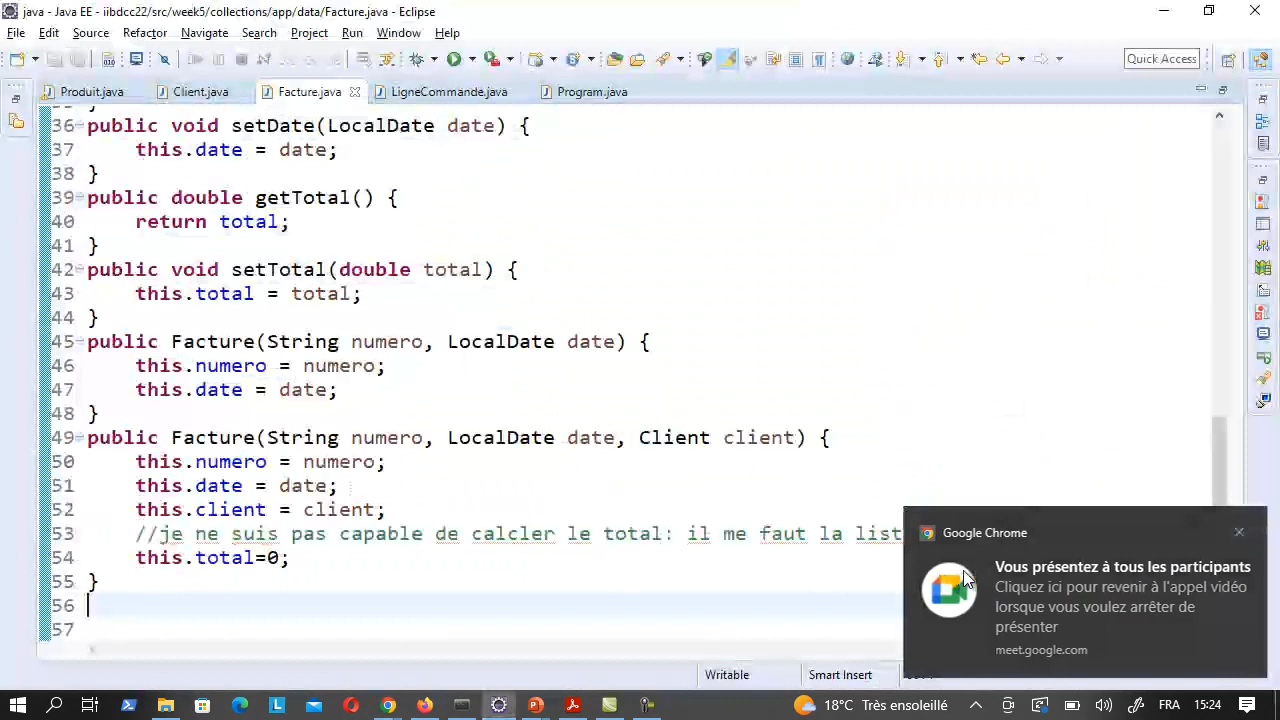 java - Java EE - iibdcc22/src/week5/collections/app/data/Facture.java - Eclipse
File Edit Source Refactor Navigate Search Project Run Window Help
Quick Access
Produit.java Client.java Facture.java LigneCommande.java Program.java
36 public void setDate(LocalDate date) {
37 this.date = date;
38 }
39 public double getTotal() {
40 return total;
41 }
42 public void setTotal(double total) {
43 this.total = total;
44 }
45 public Facture(String numero, LocalDate date) {
46 this.numero = numero;
47 this.date = date;
48 }
49 public Facture(String numero, LocalDate date, Client client) {
50 this.numero = numero;
51 this.date = date;
52 this.client = client;
53 //je ne suis pas capable de calcler le total: il me faut la list
54 this.total=0;
55 }
56
57
Google Chrome
Vous présentez à tous les participants
Cliquez ici pour revenir à l'appel vidéo
lorsque vous voulez arrêter de
présenter
meet.google.com
Writable Smart Insert
18°C Très ensoleillé FRA 15:24